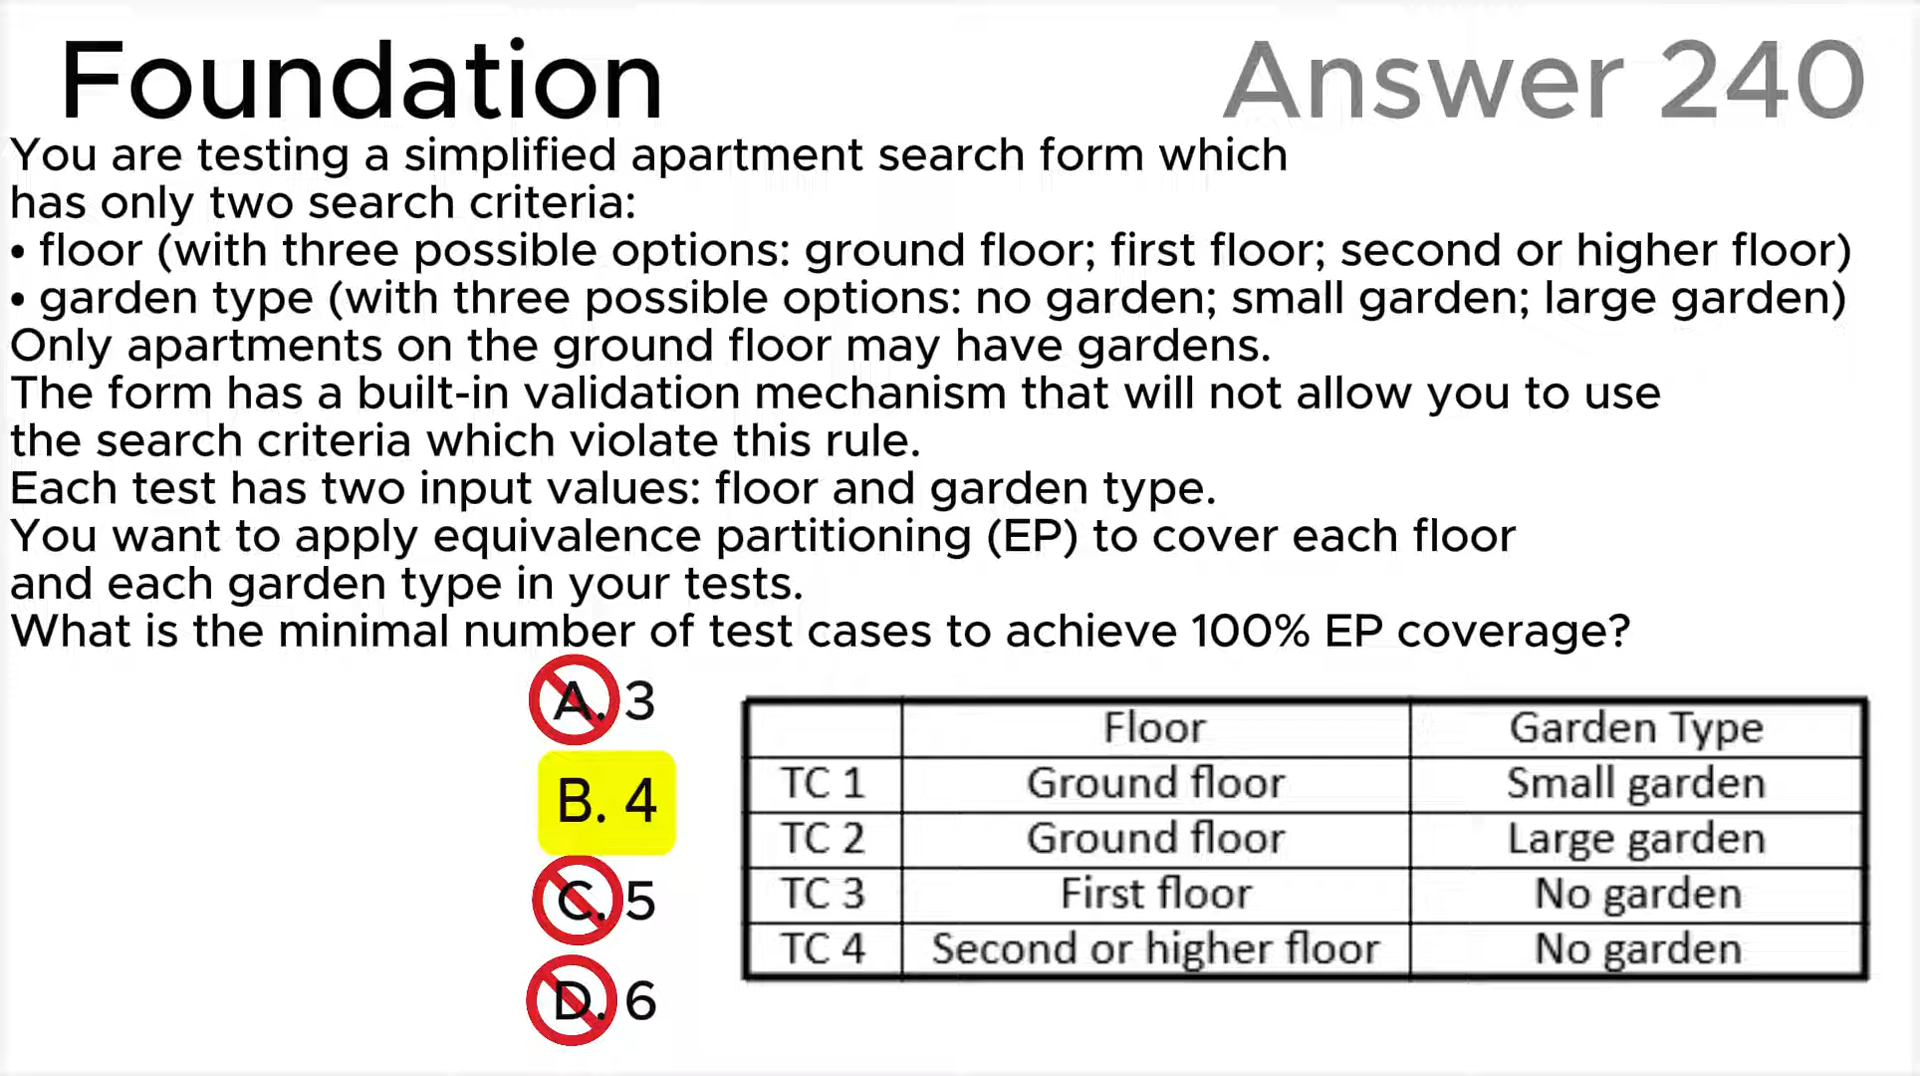 Foundation
Answer 240
You are testing a simplified apartment search form which
has only two search criteria:
• floor (with three possible options: ground floor; first floor; second or higher floor)
• garden type (with three possible options: no garden; small garden; large garden)
Only apartments on the ground floor may have gardens.
The form has a built-in validation mechanism that will not allow you to use
the search criteria which violate this rule.
Each test has two input values: floor and garden type.
You want to apply equivalence partitioning (EP) to cover each floor
and each garden type in your tests.
What is the minimal number of test cases to achieve 100% EP coverage?
A. 3
B. 4
C. 5
D. 6
Floor Garden Type
TC 1 Ground floor Small garden
TC 2 Ground floor Large garden
TC 3 First floor No garden
TC 4 Second or higher floor No garden